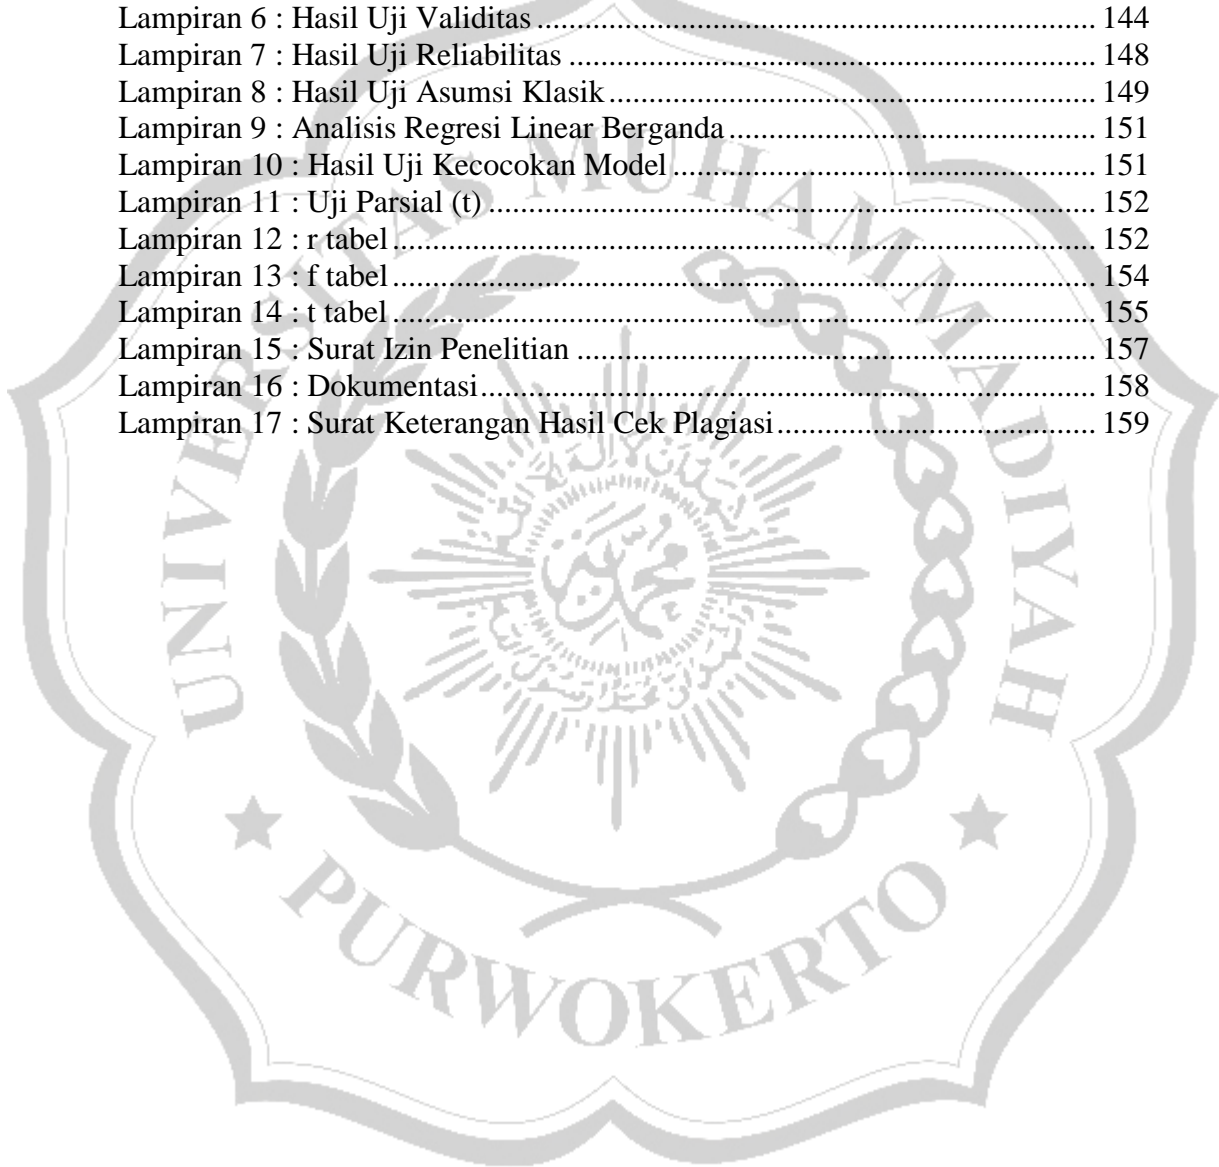 Lampiran 6 : Hasil Uji Validitas ...................................................................... 144
Lampiran 7 : Hasil Uji Reliabilitas .................................................................. 148
Lampiran 8 : Hasil Uji Asumsi Klasik ............................................................. 149
Lampiran 9 : Analisis Regresi Linear Berganda .............................................. 151
Lampiran 10 : Hasil Uji Kecocokan Model ..................................................... 151
Lampiran 11 : Uji Parsial (t) ............................................................................ 152
Lampiran 12 : r tabel ........................................................................................ 152
Lampiran 13 : f tabel ........................................................................................ 154
Lampiran 14 : t tabel ........................................................................................ 155
Lampiran 15 : Surat Izin Penelitian ................................................................. 157
Lampiran 16 : Dokumentasi ............................................................................. 158
Lampiran 17 : Surat Keterangan Hasil Cek Plagiasi ........................................ 159
UNIVERSITAS MUHAMMADIYAH
PURWOKERTO